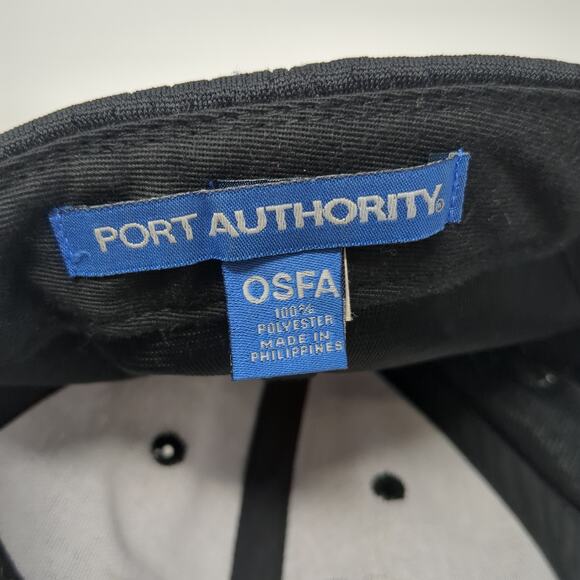 PORT AUTHORITY®
OSFA
100%
POLYESTER
MADE IN
PHILIPPINES